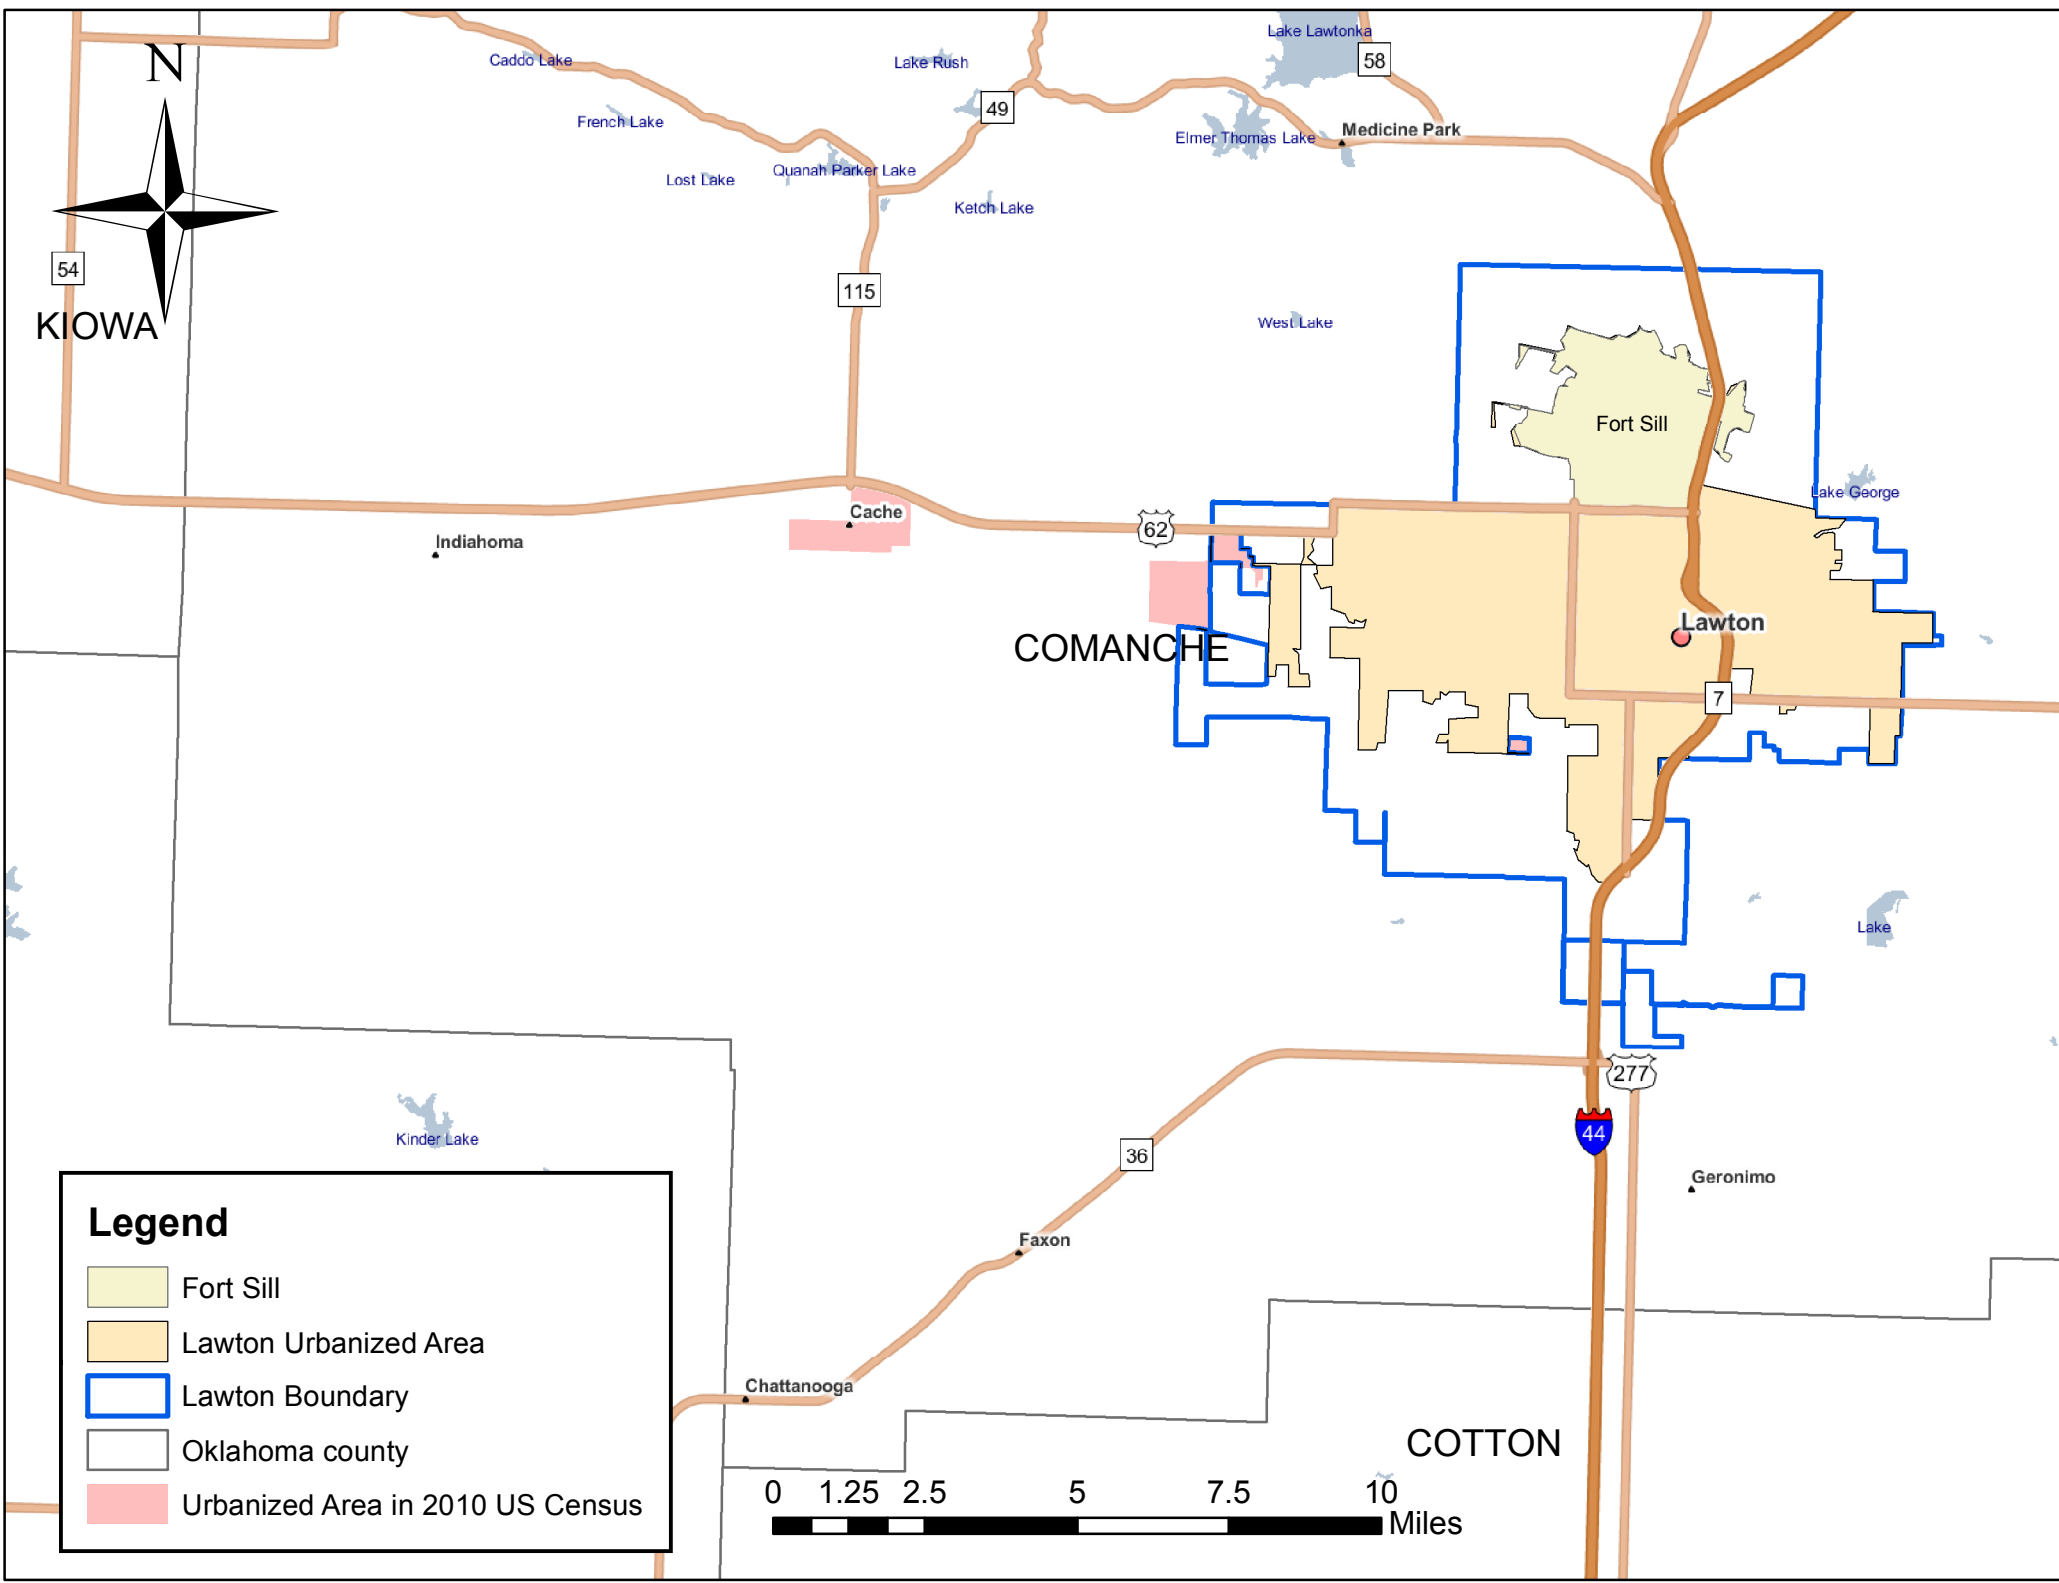 Lake Lawtonka
N
Caddo Lake
Lake Rush
58
49
French Lake
Elmer Thomas Lake
Medicine Park
Quanah Parker Lake
Lost Lake
Ketch Lake
54
115
KIOWA
West Lake
Fort Sill
Lake George
Cache
62
Indiahoma
Lawton
COMANCHE
7
Lake
277
44
Kinder Lake
36
Geronimo
Faxon
Chattanooga
COTTON
Legend
Fort Sill
Lawton Urbanized Area
Lawton Boundary
Oklahoma county
Urbanized Area in 2010 US Census
0 1.25 2.5 5 7.5 10
Miles